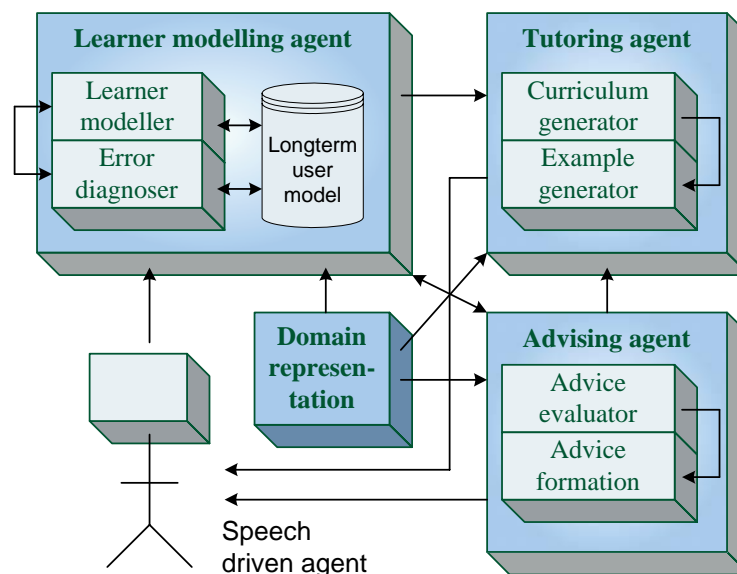 Learner modelling agent
Learner
modeller
Error
diagnoser
Longterm
user
model
Tutoring agent
Curriculum
generator
Example
generator
Domain
represen-
tation
Advising agent
Advice
evaluator
Advice
formation
Speech
driven agent